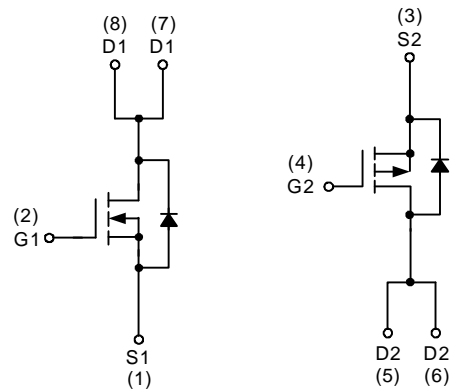 (8) (7)
D1 D1
(2)
G1
S1
(1)
(3)
S2
(4)
G2
D2 D2
(5) (6)